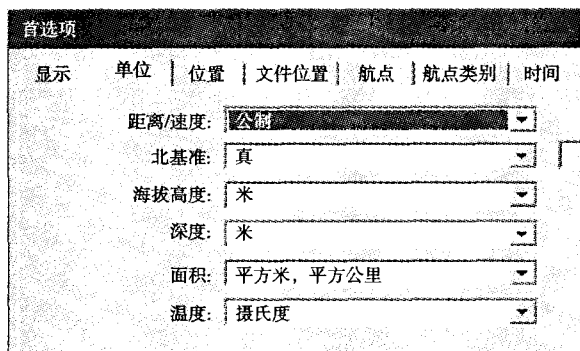 首选项
显示 单位 位置 文件位置 航点 航点类别 时间
距离/速度: 公制
北基准: 真
海拔高度: 米
深度: 米
面积: 平方米，平方公里
温度: 摄氏度